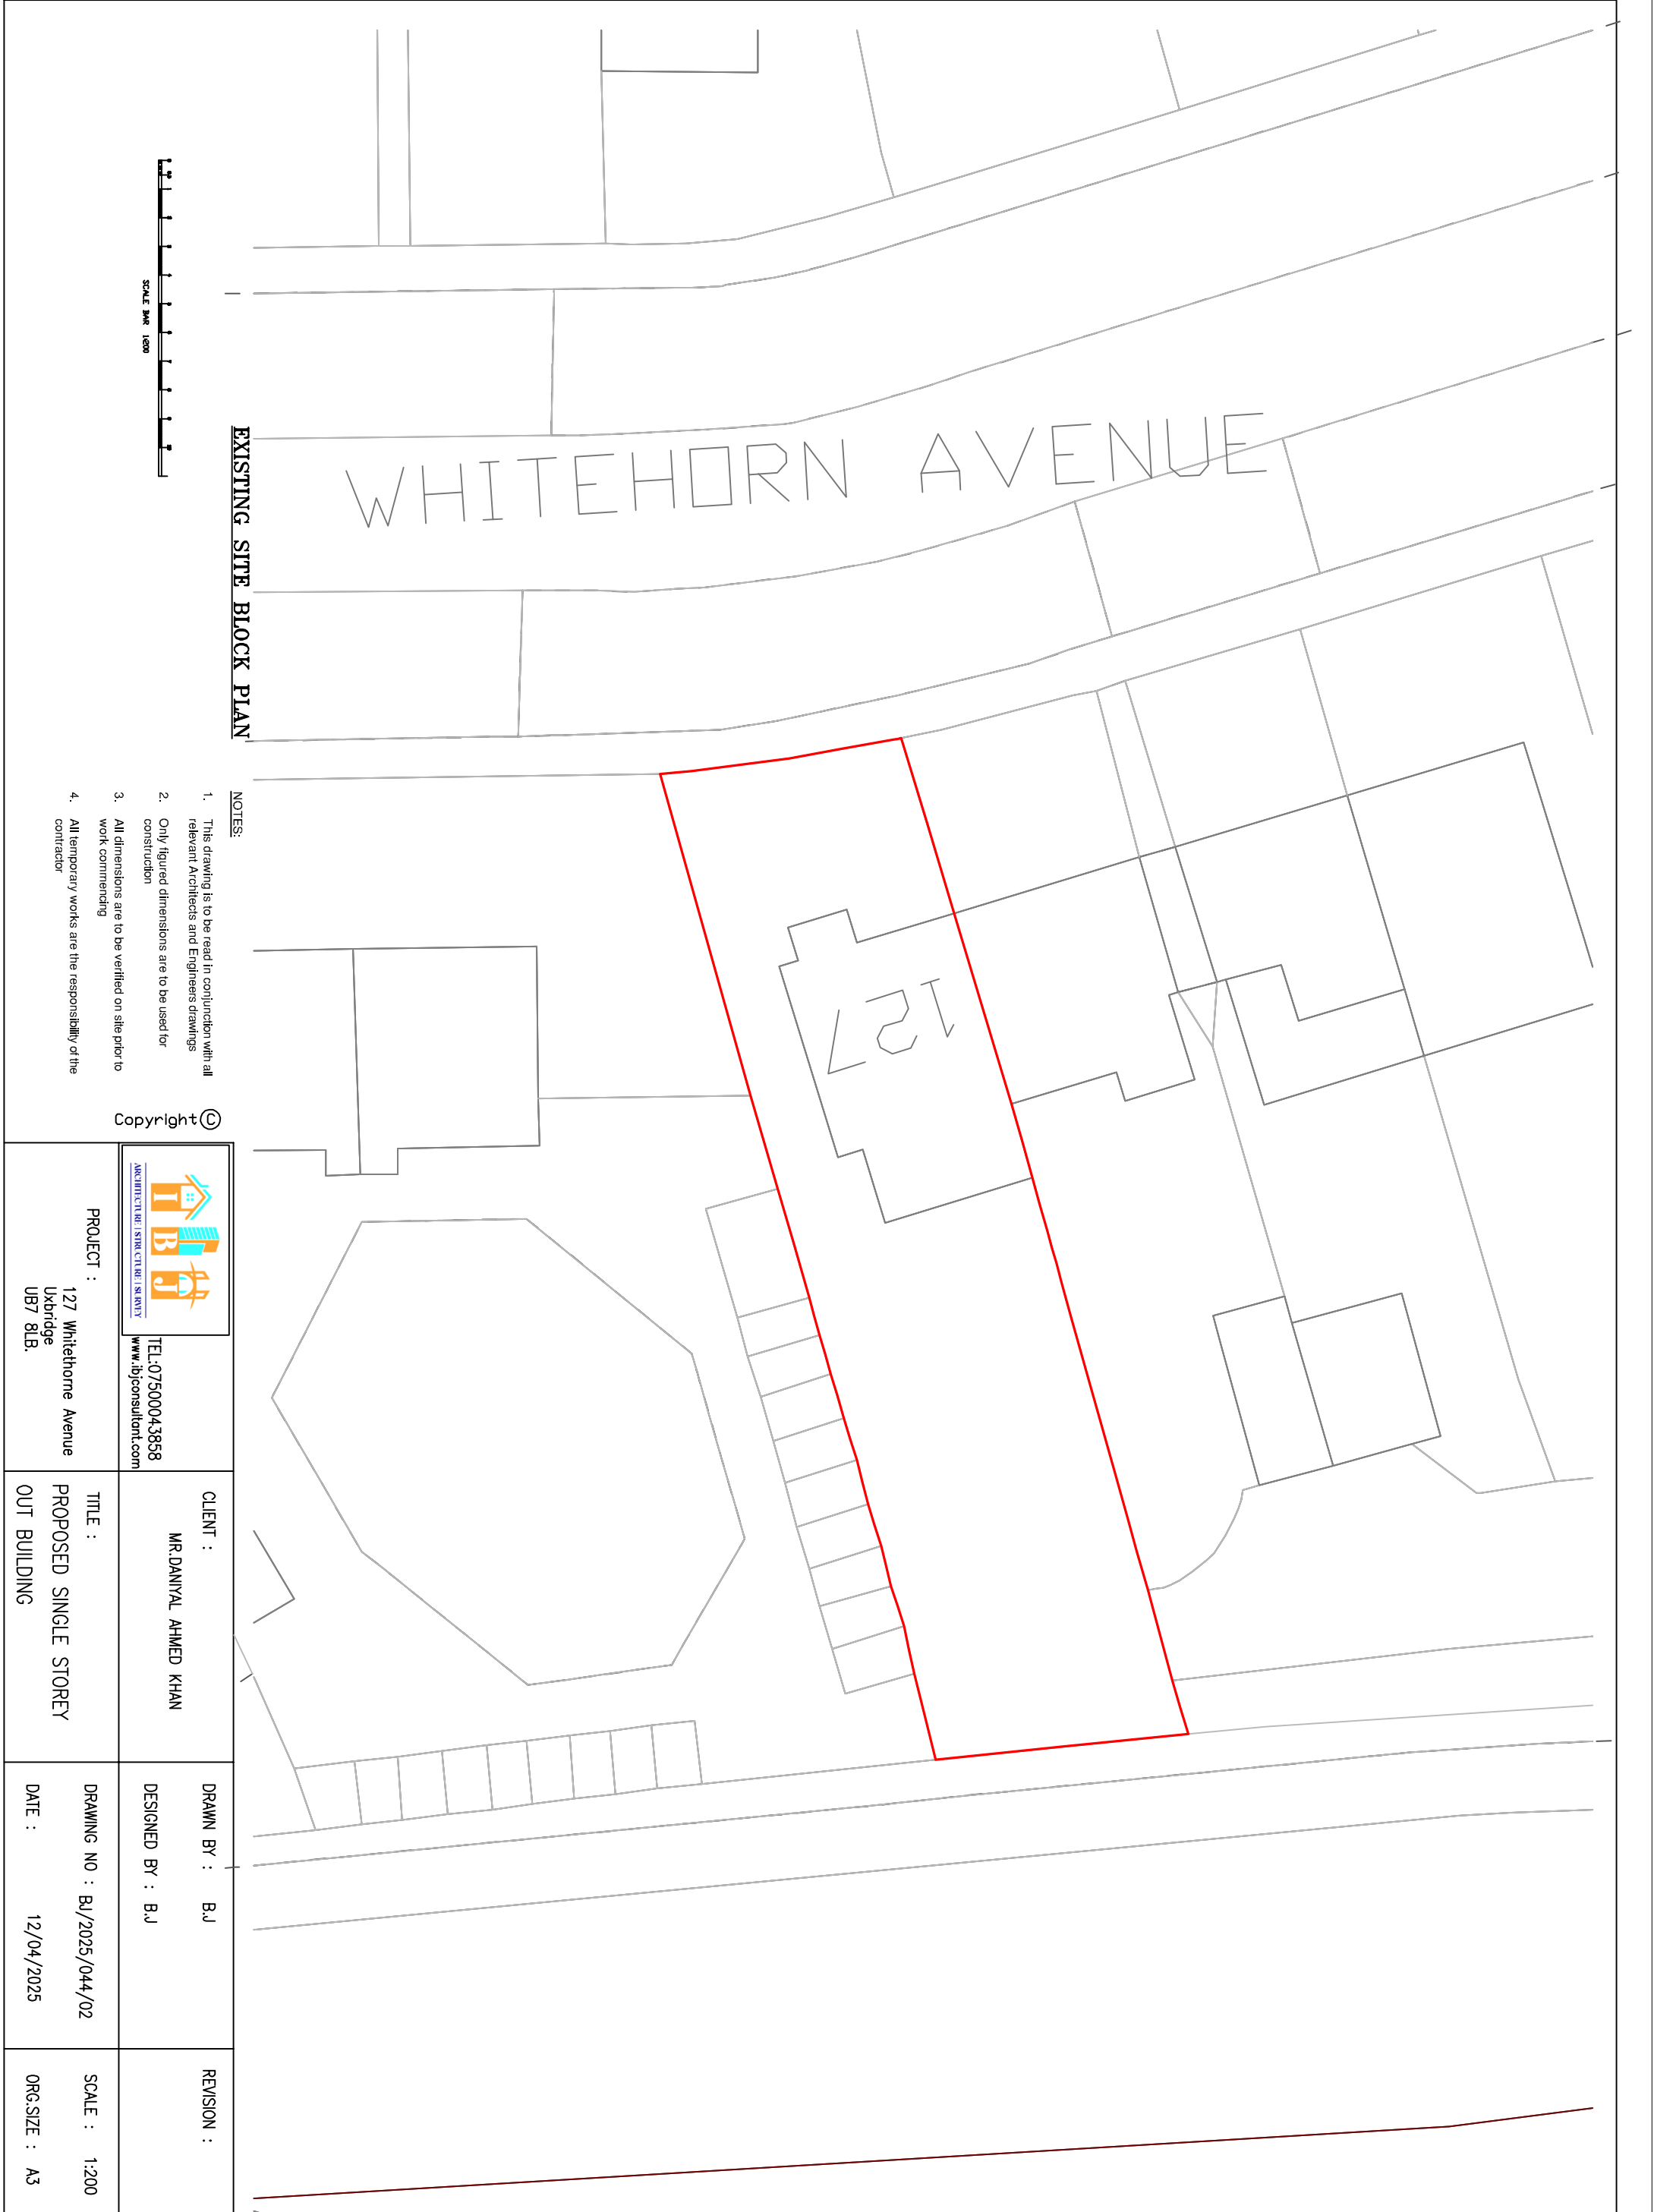 WHITEHORN AVENUE
127
EXISTING SITE BLOCK PLAN
SCALE BAR 1:200
NOTES:
1. This drawing is to be read in conjunction with all
relevant Architects and Engineers drawings
2. Only figured dimensions are to be used for
construction
3. All dimensions are to be verified on site prior to
work commencing
4. All temporary works are the responsibility of the
contractor
Copyright ©
I B J
ARCHITECTURE | STRUCTURE | SURVEY
TEL:07500043858
www.ibjconsultant.com
PROJECT :
127 Whitethorne Avenue
Uxbridge
UB7 8LB.
CLIENT :
MR.DANIYAL AHMED KHAN
TITLE :
PROPOSED SINGLE STOREY
OUT BUILDING
DRAWN BY : BJ
DESIGNED BY : BJ
DRAWING NO : BJ/2025/044/02
DATE : 12/04/2025
REVISION :
SCALE : 1:200
ORG.SIZE : A3